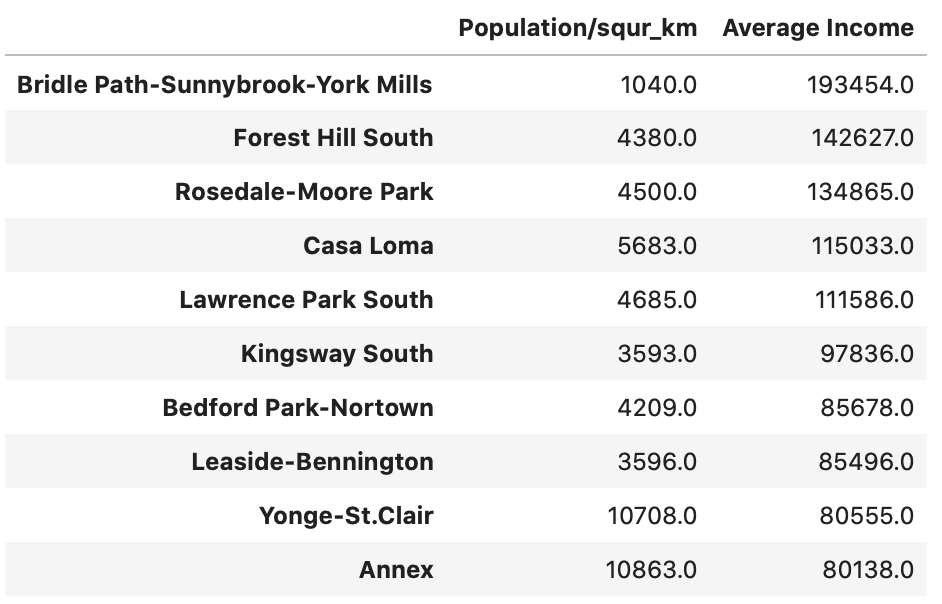 Population/squr_km Average Income
Bridle Path-Sunnybrook-York Mills 1040.0 193454.0
Forest Hill South 4380.0 142627.0
Rosedale-Moore Park 4500.0 134865.0
Casa Loma 5683.0 115033.0
Lawrence Park South 4685.0 111586.0
Kingsway South 3593.0 97836.0
Bedford Park-Nortown 4209.0 85678.0
Leaside-Bennington 3596.0 85496.0
Yonge-St.Clair 10708.0 80555.0
Annex 10863.0 80138.0